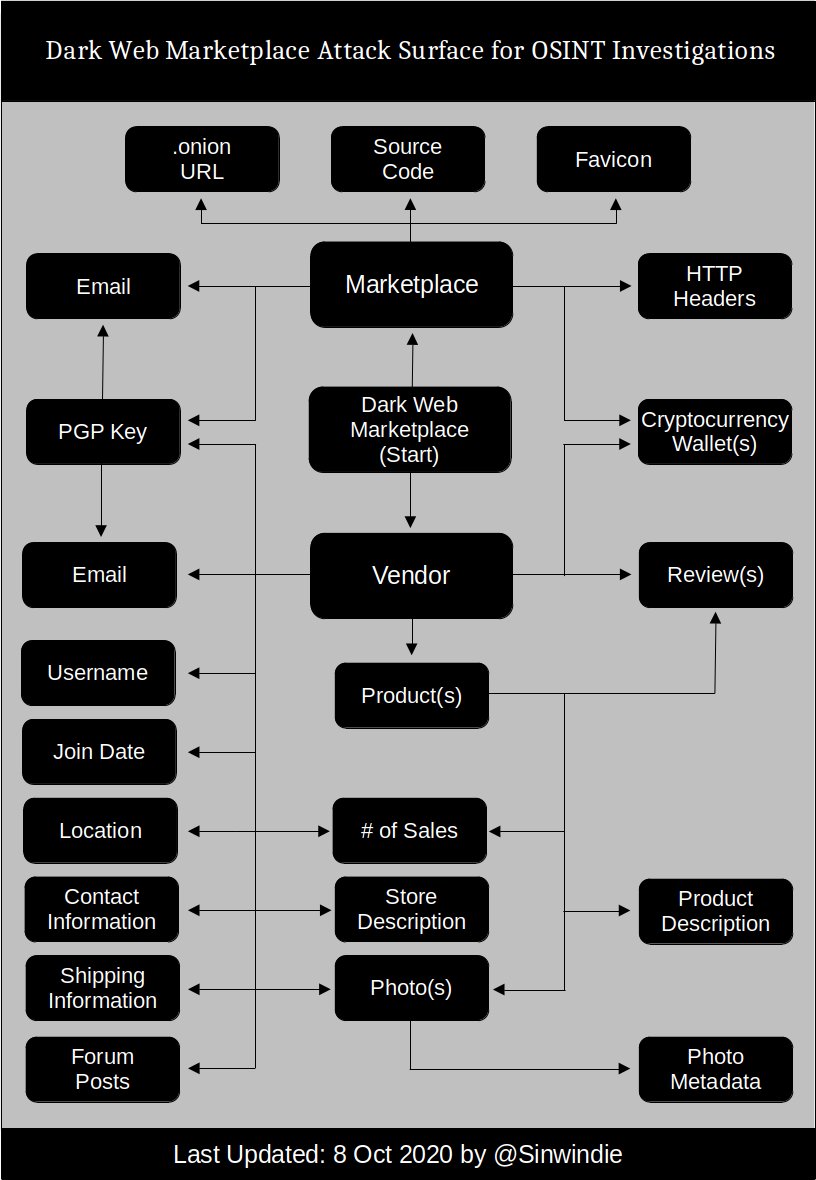 Dark Web Marketplace Attack Surface for OSINT Investigations
.onion
URL
Source
Code
Favicon
Email
Marketplace
HTTP
Headers
PGP Key
Dark Web
Marketplace
(Start)
Cryptocurrency
Wallet(s)
Email
Vendor
Review(s)
Username
Product(s)
Join Date
Location
# of Sales
Contact
Information
Store
Description
Product
Description
Shipping
Information
Photo(s)
Forum
Posts
Photo
Metadata
Last Updated: 8 Oct 2020 by @Sinwindie